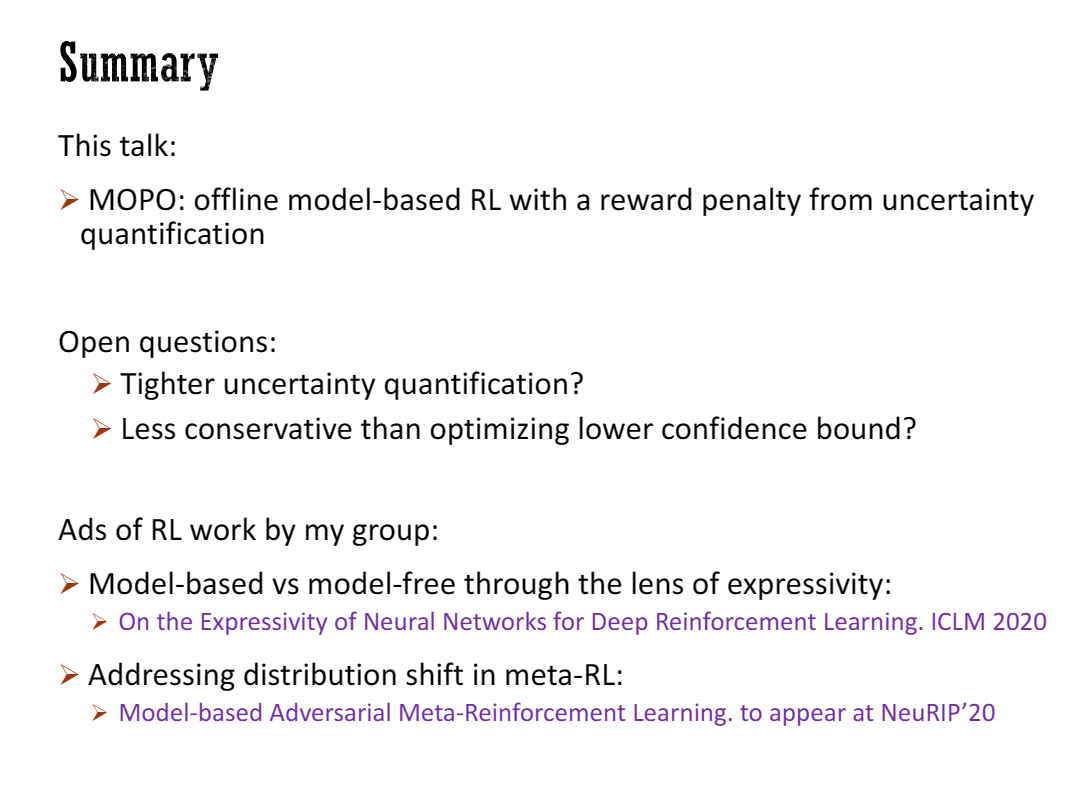 Summary
This talk:
➢ MOPO: offline model-based RL with a reward penalty from uncertainty
quantification
Open questions:
➢ Tighter uncertainty quantification?
➢ Less conservative than optimizing lower confidence bound?
Ads of RL work by my group:
➢ Model-based vs model-free through the lens of expressivity:
➢ On the Expressivity of Neural Networks for Deep Reinforcement Learning. ICLM 2020
➢ Addressing distribution shift in meta-RL:
➢ Model-based Adversarial Meta-Reinforcement Learning. to appear at NeuRIP’20